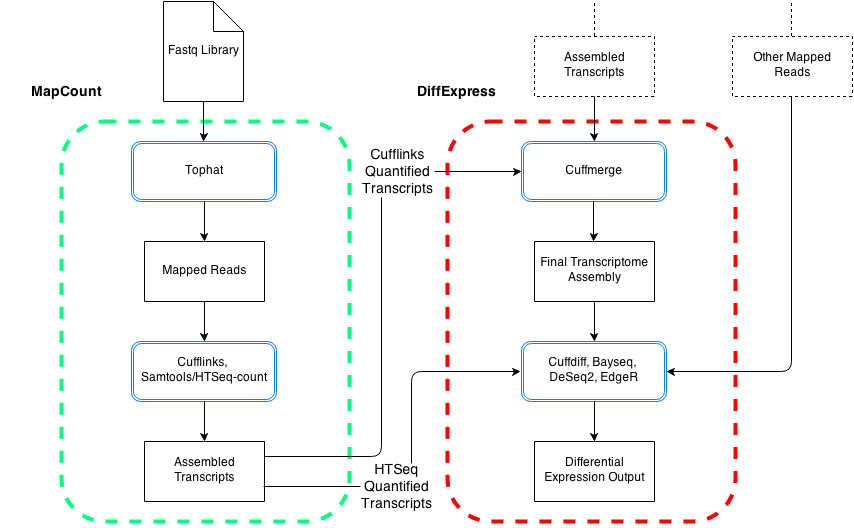 Fastq Library
MapCount
Tophat
Mapped Reads
Cufflinks,
Samtools/HTSeq-count
Assembled
Transcripts
Cufflinks
Quantified
Transcripts
HTSeq
Quantified
Transcripts
DiffExpress
Assembled
Transcripts
Other Mapped
Reads
Cuffmerge
Final Transcriptome
Assembly
Cuffdiff, Bayseq,
DeSeq2, EdgeR
Differential
Expression Output